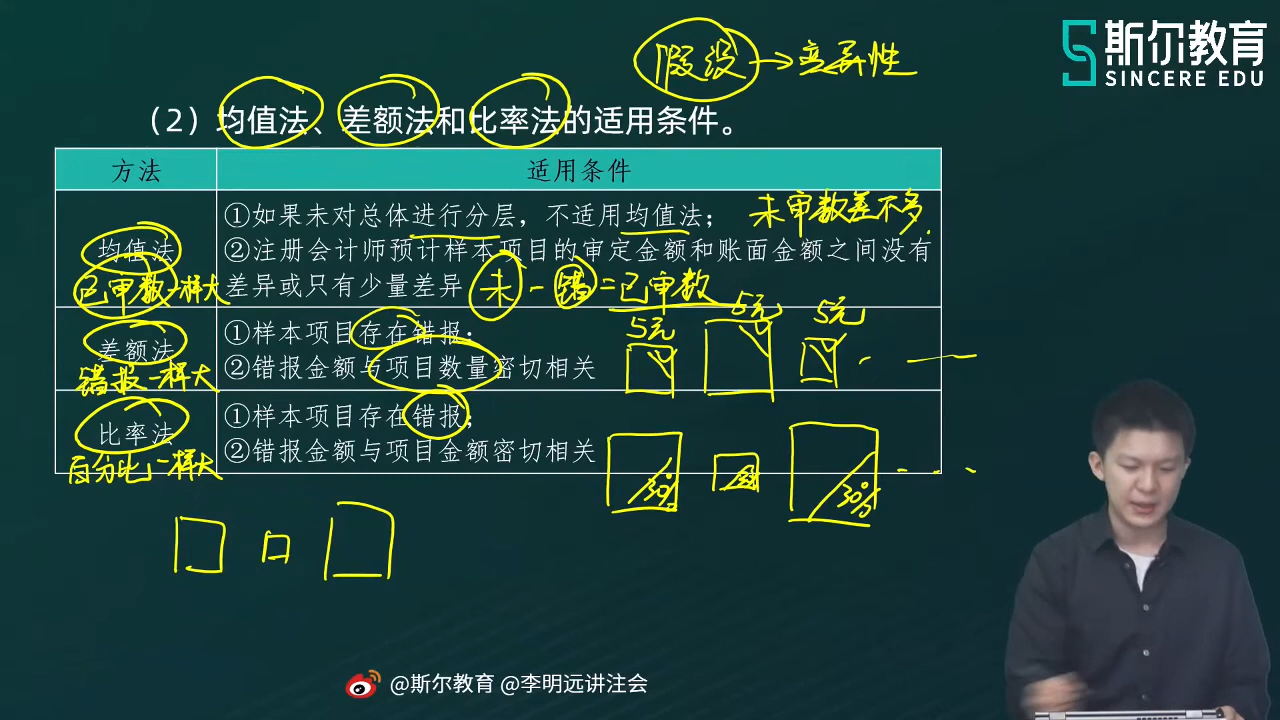 假设→变异性
斯尔教育
SINCERE EDU
（2）均值法、差额法和比率法的适用条件。
方法
适用条件
均值法
已审数一样大
①如果未对总体进行分层，不适用均值法；
未审数差不多.
②注册会计师预计样本项目的审定金额和账面金额之间没有
差异或只有少量差异
未-错=已审数
差额法
错报一样大
①样本项目存在错报；
②错报金额与项目数量密切相关
5元
5元
5元
比率法
百分比一样大
①样本项目存在错报；
②错报金额与项目金额密切相关
30%
30%
@斯尔教育 @李明远讲注会